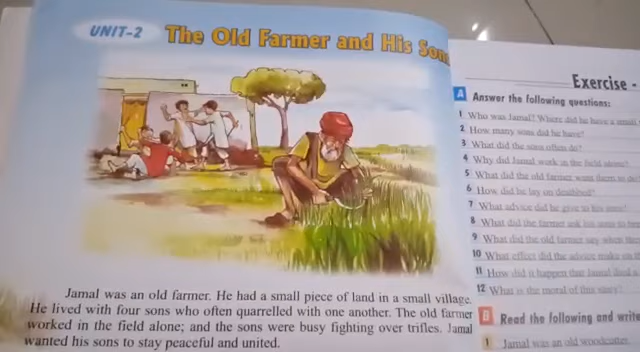 UNIT-2
The Old Farmer and His Son
Jamal was an old farmer. He had a small piece of land in a small village.
He lived with four sons who often quarrelled with one another. The old farmer
worked in the field alone; and the sons were busy fighting over trifles. Jamal
wanted his sons to stay peaceful and united.
Exercise -
A Answer the following questions:
1 Who was Jamal? Where did he have a small
2 How many sons did he have?
3 What did the sons often do?
4 Why did Jamal work in the field alone?
5 What did the old farmer want them to do?
6 How did he lay on deathbed?
7 What advice did he give to his sons?
8 What did the farmer ask his sons to
9 What did the old farmer say when
10 What effect did the advice make on
11 How did it happen that Jamal
12 What is the moral of this story?
B Read the following and write
1 Jamal was an old woodcutter.